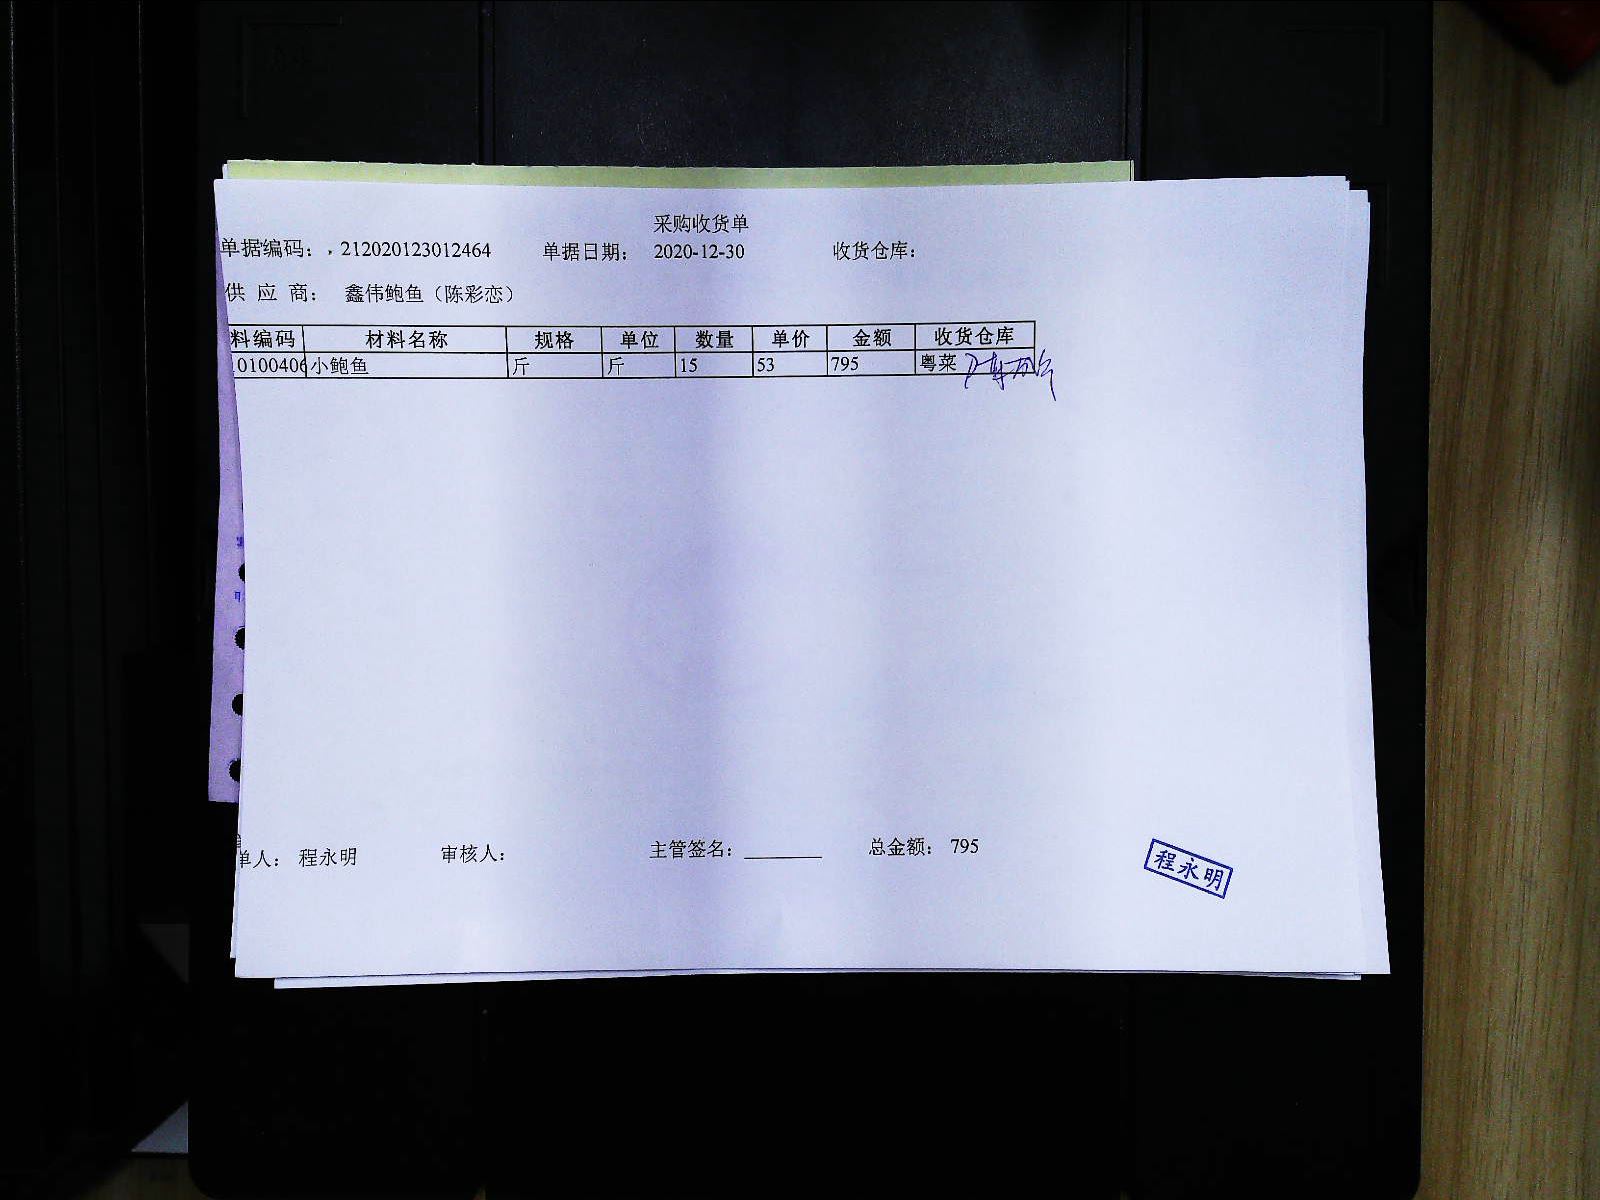 采购收货单
单据编码：212020123012464 单据日期： 2020-12-30 收货仓库：
供 应 商： 鑫伟鲍鱼（陈彩恋）
料编码 材料名称 规格 单位 数量 单价 金额 收货仓库
0100406 小鲍鱼 斤 斤 15 53 795 粤菜
单人： 程永明 审核人： 主管签名：________ 总金额： 795
程永明